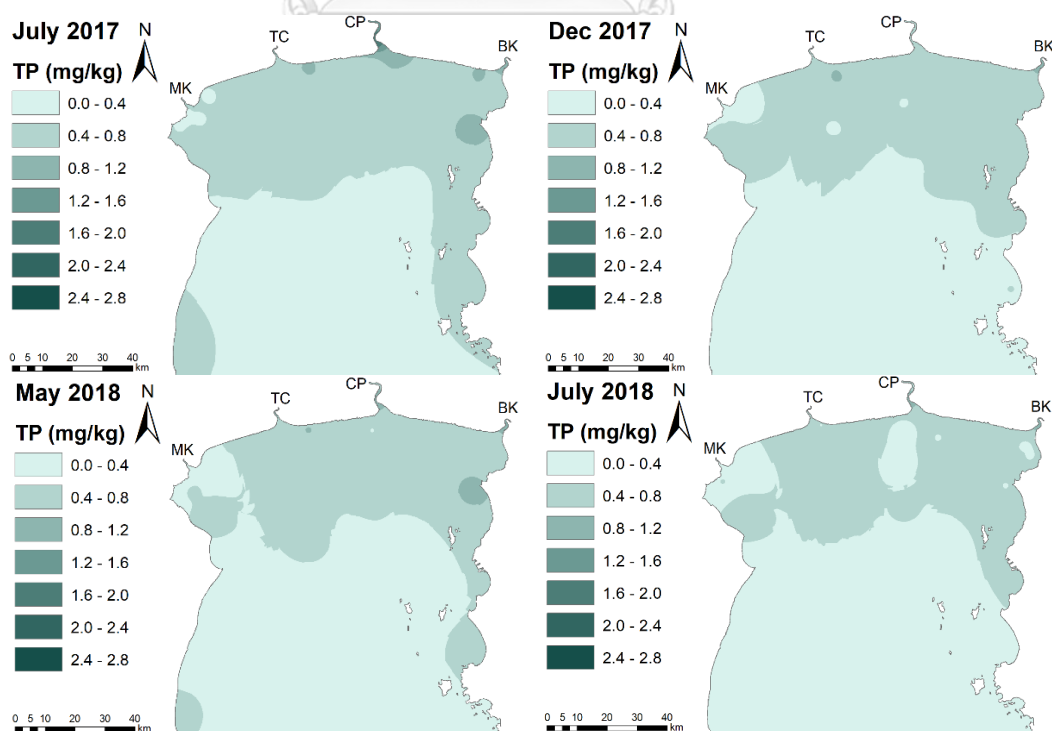 July 2017
N
TP (mg/kg)
0.0 - 0.4
0.4 - 0.8
0.8 - 1.2
1.2 - 1.6
1.6 - 2.0
2.0 - 2.4
2.4 - 2.8
0 5 10 20 30 40
km
MK
TC
CP
BK
Dec 2017
N
TP (mg/kg)
0.0 - 0.4
0.4 - 0.8
0.8 - 1.2
1.2 - 1.6
1.6 - 2.0
2.0 - 2.4
2.4 - 2.8
0 5 10 20 30 40
km
MK
TC
CP
BK
May 2018
N
TP (mg/kg)
0.0 - 0.4
0.4 - 0.8
0.8 - 1.2
1.2 - 1.6
1.6 - 2.0
2.0 - 2.4
2.4 - 2.8
0 5 10 20 30 40
km
MK
TC
CP
BK
July 2018
N
TP (mg/kg)
0.0 - 0.4
0.4 - 0.8
0.8 - 1.2
1.2 - 1.6
1.6 - 2.0
2.0 - 2.4
2.4 - 2.8
0 5 10 20 30 40
km
MK
TC
CP
BK